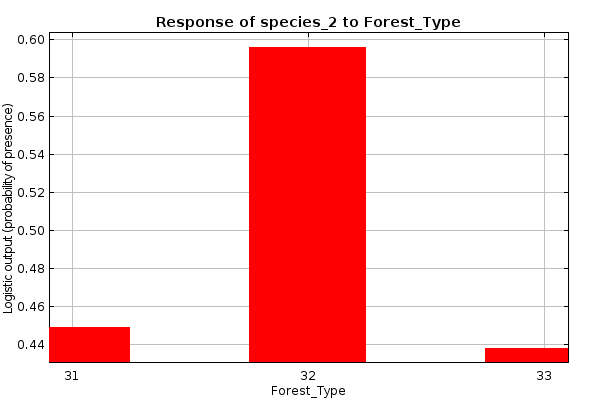 Response of species_2 to Forest_Type
Logistic output (probability of presence)
0.60
0.58
0.56
0.54
0.52
0.50
0.48
0.46
0.44
31 32 33
Forest_Type